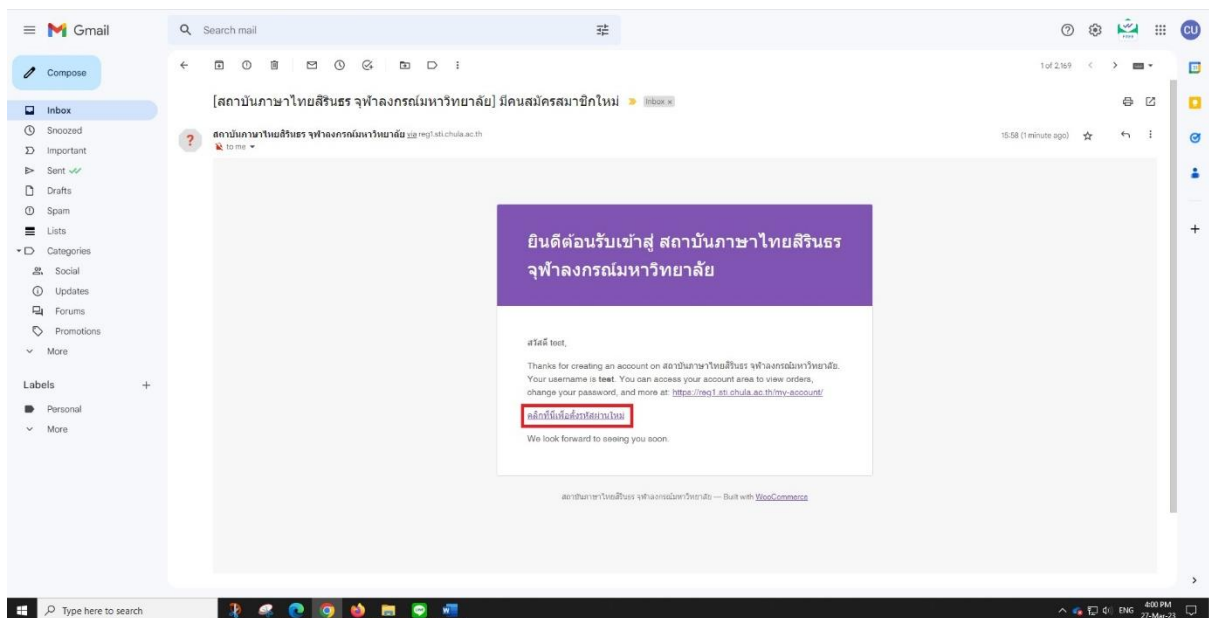 Gmail
Search mail
CU
Compose
1 of 2,169
[สถาบันภาษาไทยสิรินธร จุฬาลงกรณ์มหาวิทยาลัย] มีคนสมัครสมาชิกใหม่
Inbox ×
Inbox
Snoozed
Important
Sent
Drafts
Spam
Lists
Categories
Social
Updates
Forums
Promotions
More
Labels +
Personal
More
?
สถาบันภาษาไทยสิรินธร จุฬาลงกรณ์มหาวิทยาลัย via reg1.sti.chula.ac.th
15:58 (1 minute ago)
to me
ยินดีต้อนรับเข้าสู่ สถาบันภาษาไทยสิรินธร
จุฬาลงกรณ์มหาวิทยาลัย
สวัสดี teet,
Thanks for creating an account on สถาบันภาษาไทยสิรินธร จุฬาลงกรณ์มหาวิทยาลัย.
Your username is teet. You can access your account area to view orders,
change your password, and more at: https://reg1.sti.chula.ac.th/my-account/
คลิกที่นี่เพื่อตั้งรหัสผ่านใหม่
We look forward to seeing you soon.
สถาบันภาษาไทยสิรินธร จุฬาลงกรณ์มหาวิทยาลัย — Built with WooCommerce
Type here to search
ENG
4:00 PM
27-Mar-23